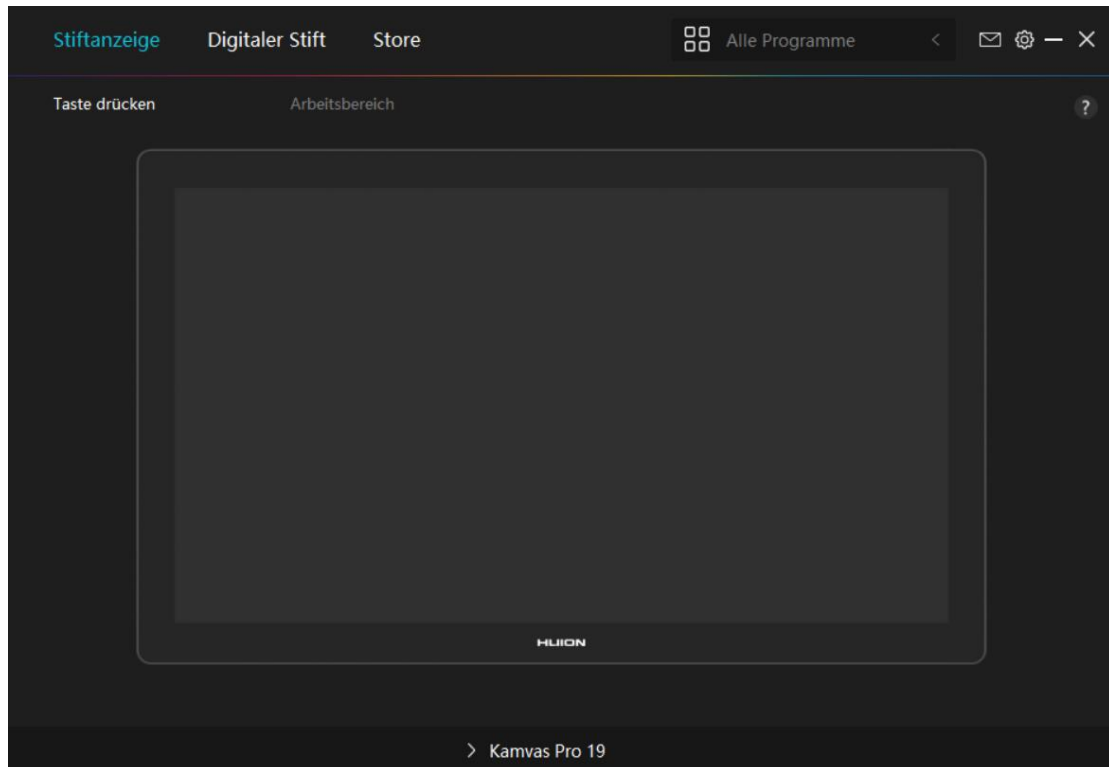 Stiftanzeige Digitaler Stift Store Alle Programme
Taste drücken Arbeitsbereich ?
HUION
Kamvas Pro 19